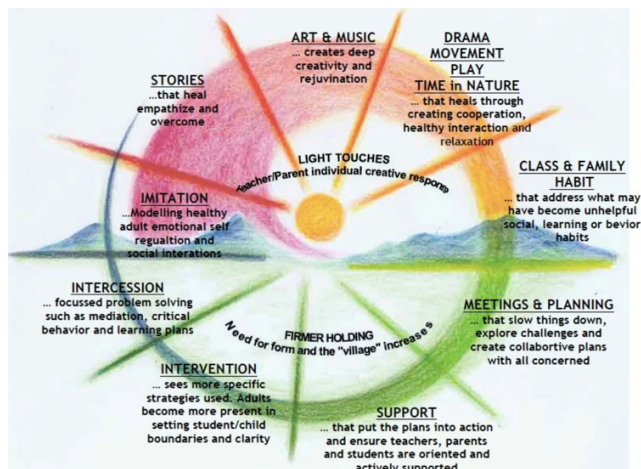 ART & MUSIC
... creates deep
creativity and
rejuvination
DRAMA
MOVEMENT
PLAY
TIME in NATURE
... that heals through
creating cooperation,
healthy interaction and
relaxation
STORIES
...that heal
empathize and
overcome
LIGHT TOUCHES
Teacher/Parent individual creative response
CLASS & FAMILY
HABIT
... that address what may
have become unhelpful
social, learning or bevior
habits
IMITATION
...Modelling healthy
adult emotional self
regualtion and
social interations
INTERCESSION
... focussed problem solving
such as mediation, critical
behavior and learning plans
MEETINGS & PLANNING
... that slow things down,
explore challenges and
create collabortive plans
with all concerned
FIRMER HOLDING
Need for form and the "village" increases
INTERVENTION
... sees more specific
strategies used. Adults
become more present in
setting student/child
boundaries and clarity
SUPPORT
... that put the plans into action
and ensure teachers, parents
and students are oriented and
actively supported